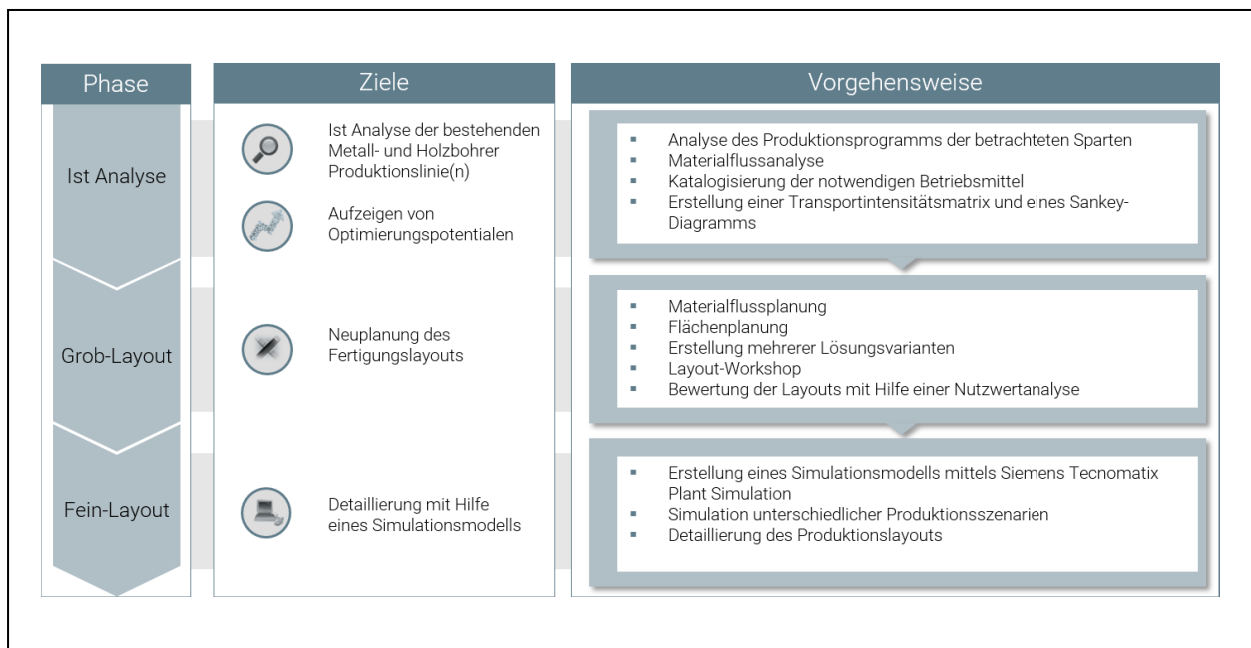 Phase
Ziele
Vorgehensweise
Ist Analyse
Ist Analyse der bestehenden
Metall- und Holzbohrer
Produktionslinie(n)
Aufzeigen von
Optimierungspotentialen
▪ Analyse des Produktionsprogramms der betrachteten Sparten
▪ Materialflussanalyse
▪ Katalogisierung der notwendigen Betriebsmittel
▪ Erstellung einer Transportintensitätsmatrix und eines Sankey-
Diagramms
Grob-Layout
Neuplanung des
Fertigungslayouts
▪ Materialflussplanung
▪ Flächenplanung
▪ Erstellung mehrerer Lösungsvarianten
▪ Layout-Workshop
▪ Bewertung der Layouts mit Hilfe einer Nutzwertanalyse
Fein-Layout
Detaillierung mit Hilfe
eines Simulationsmodells
▪ Erstellung eines Simulationsmodells mittels Siemens Tecnomatix
Plant Simulation
▪ Simulation unterschiedlicher Produktionsszenarien
▪ Detaillierung des Produktionslayouts